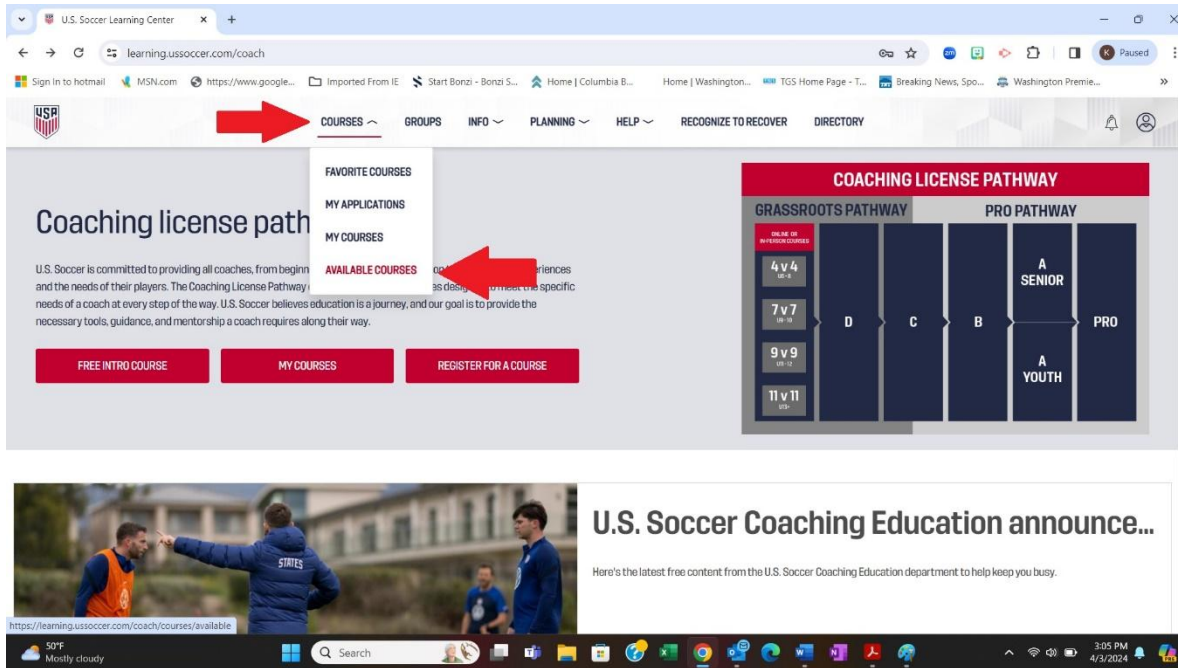 U.S. Soccer Learning Center
learning.ussoccer.com/coach
zm
K Paused
Sign In to hotmail MSN.com https://www.google... Imported From IE Start Bonzi - Bonzi S... Home | Columbia B... Home | Washington... TGS Home Page - T... Breaking News, Spo... Washington Premie... »
USA
COURSES GROUPS INFO PLANNING HELP RECOGNIZE TO RECOVER DIRECTORY
FAVORITE COURSES
MY APPLICATIONS
MY COURSES
AVAILABLE COURSES
Coaching license path
U.S. Soccer is committed to providing all coaches, from beginn
eriences
and the needs of their players. The Coaching License Pathway
es desig
the specific
needs of a coach at every step of the way. U.S. Soccer believes education is a journey, and our goal is to provide the
necessary tools, guidance, and mentorship a coach requires along their way.
FREE INTRO COURSE MY COURSES REGISTER FOR A COURSE
COACHING LICENSE PATHWAY
GRASSROOTS PATHWAY PRO PATHWAY
ONLINE OR
IN-PERSON COURSES
4 v 4
7 v 7
9 v 9
11 v 11
D
C
B
A
SENIOR
A
YOUTH
PRO
STATES
U.S. Soccer Coaching Education announce...
Here's the latest free content from the U.S. Soccer Coaching Education department to help keep you busy.
https://learning.ussoccer.com/coach/courses/available
50°F
Mostly cloudy
Search
3:05 PM
4/3/2024